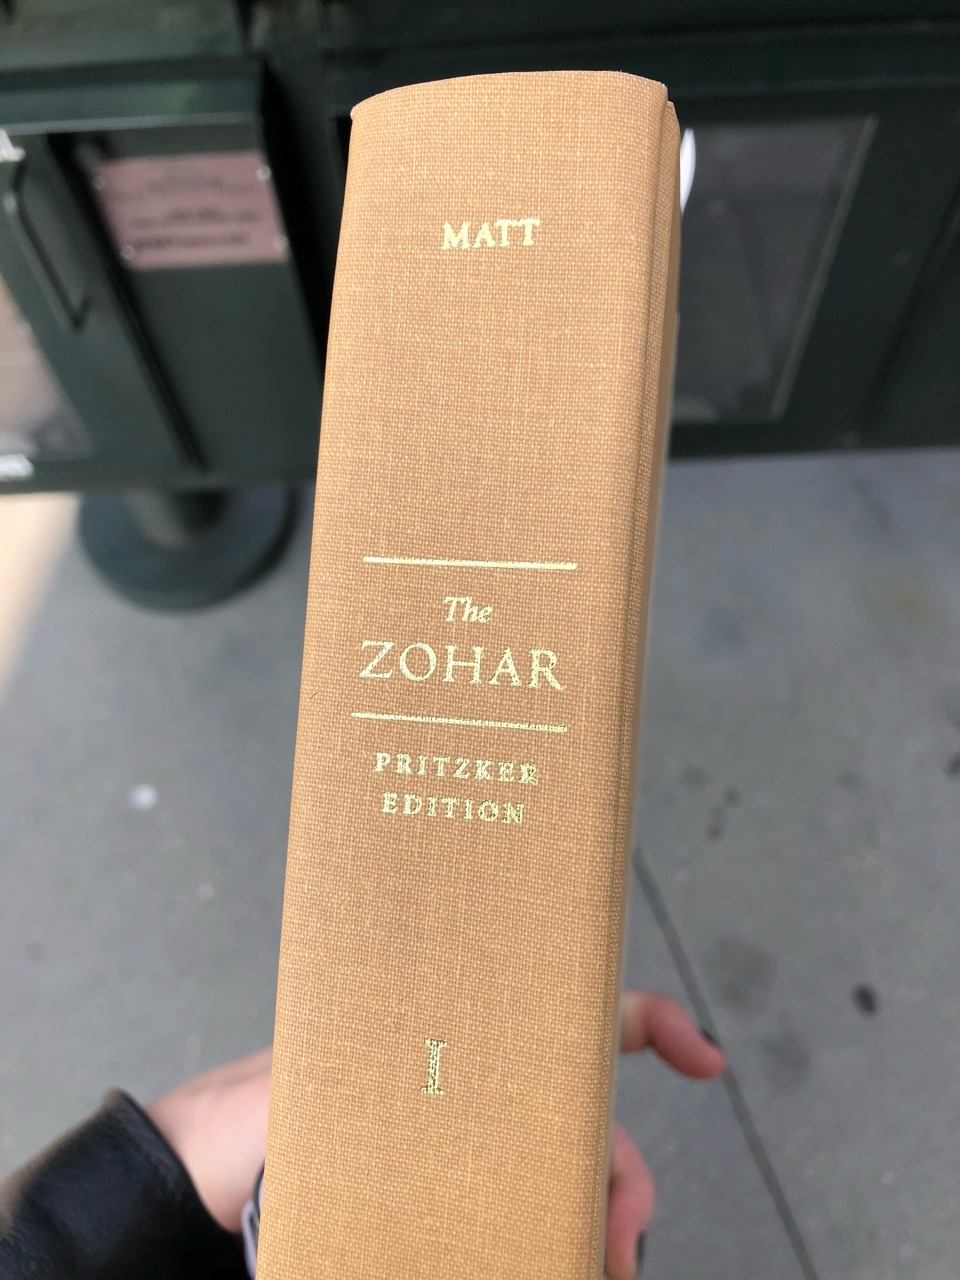 MATT
The
ZOHAR
PRITZKER
EDITION
I